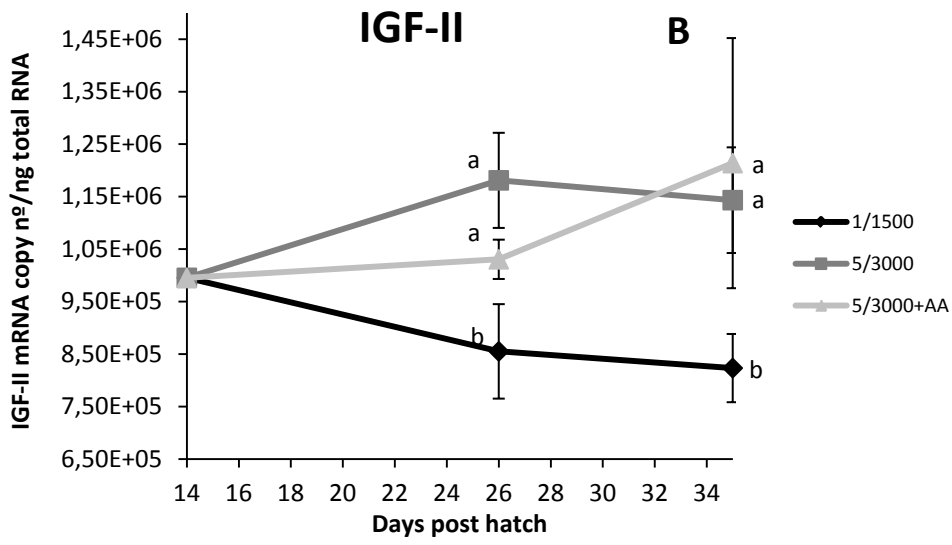 IGF-II
B
IGF-II mRNA copy nº/ng total RNA
1,45E+06
1,35E+06
1,25E+06
1,15E+06
1,05E+06
9,50E+05
8,50E+05
7,50E+05
6,50E+05
a
a
b
a
a
b
1/1500
5/3000
5/3000+AA
14 16 18 20 22 24 26 28 30 32 34
Days post hatch